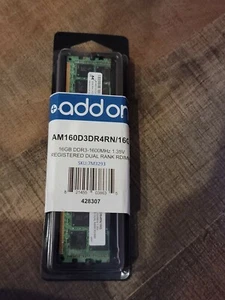 addon
AM160D3DR4RN/16G
16GB DDR3-1600MHz 1.35V
REGISTERED DUAL RANK RDIMM
428307